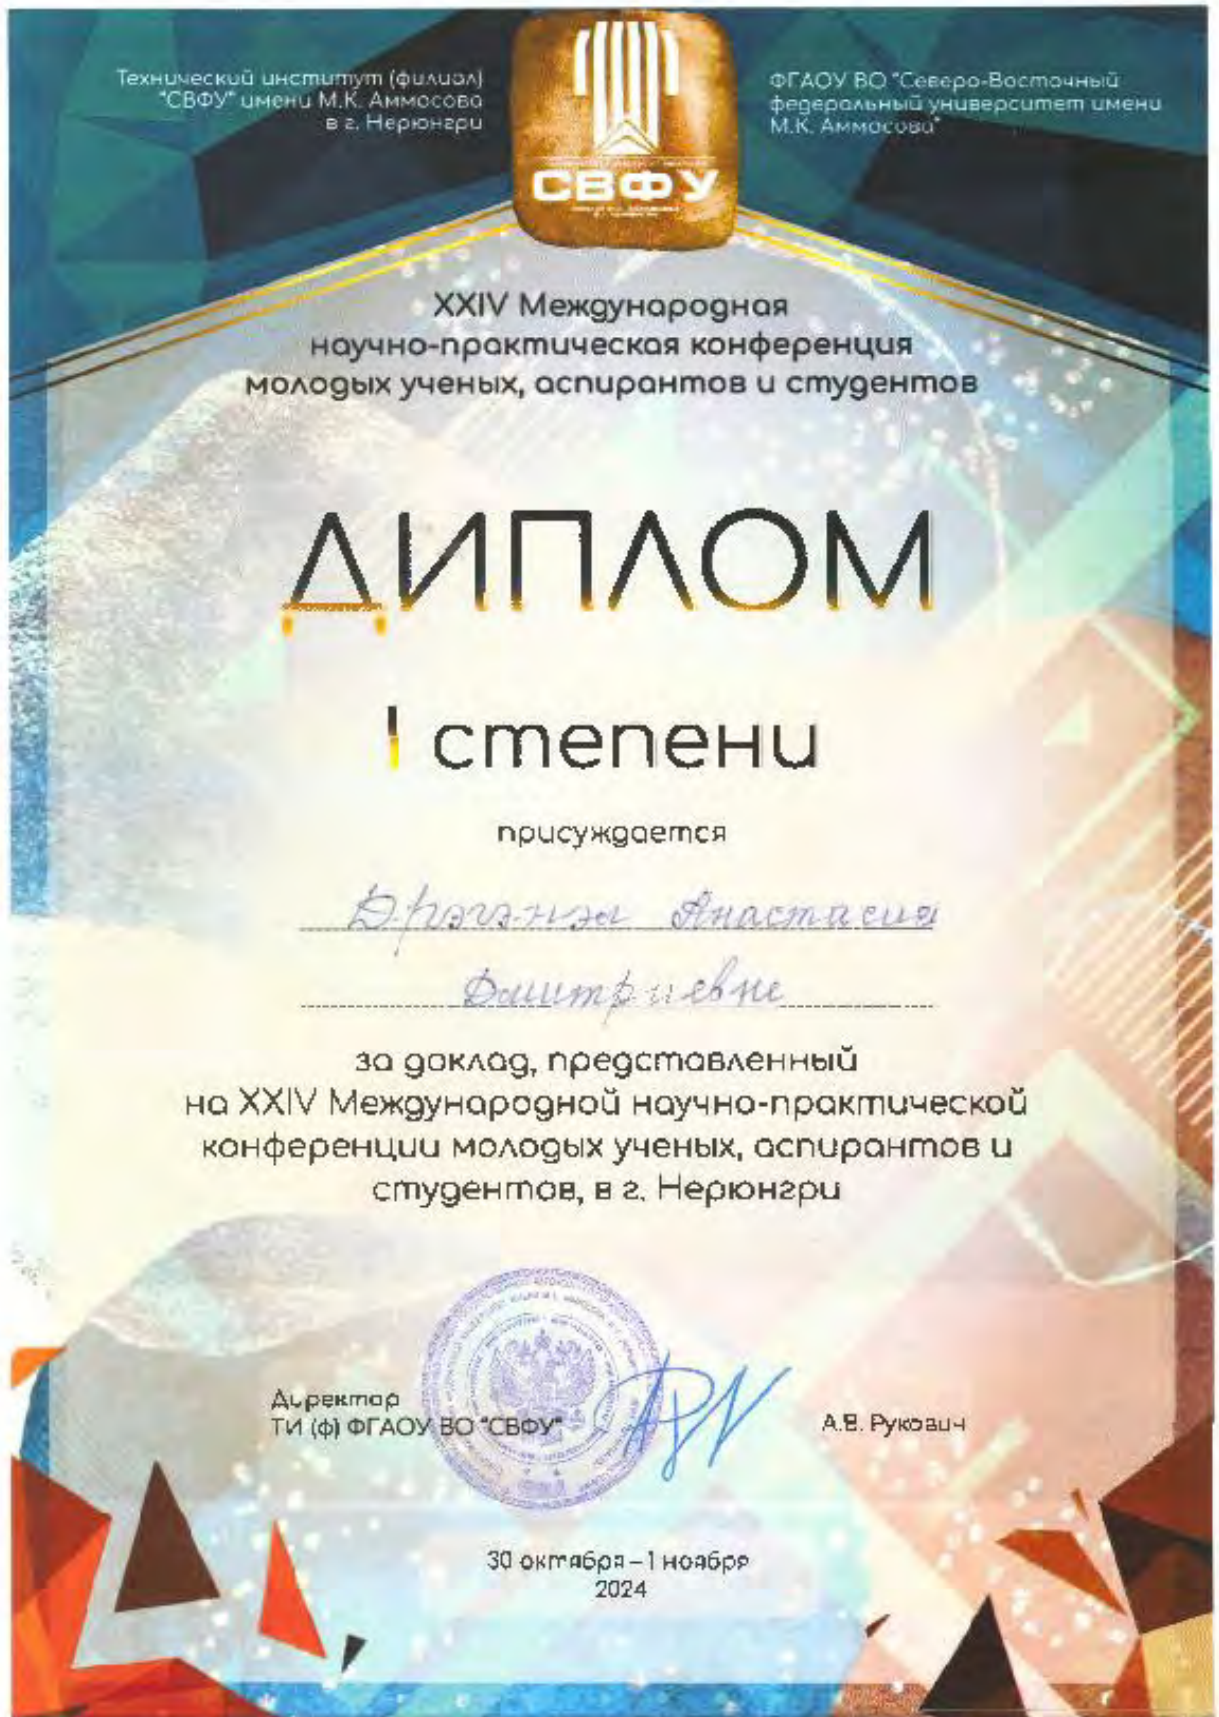 Технический институт (филиал)
"СВФУ" имени М.К. Аммосова
в г. Нерюнгри
ФГАОУ ВО "Северо-Восточный
федеральный университет имени
М.К. Аммосова"
СВФУ
XXIV Международная
научно-практическая конференция
молодых ученых, аспирантов и студентов
ДИПЛОМ
I степени
присуждается
Дрэгэнэл Анастасия
Дмитриевне
за доклад, представленный
на XXIV Международной научно-практической
конференции молодых ученых, аспирантов и
студентов, в г. Нерюнгри
Директор
ТИ (ф) ФГАОУ ВО "СВФУ"
А.В. Рукович
30 октября – 1 ноября
2024